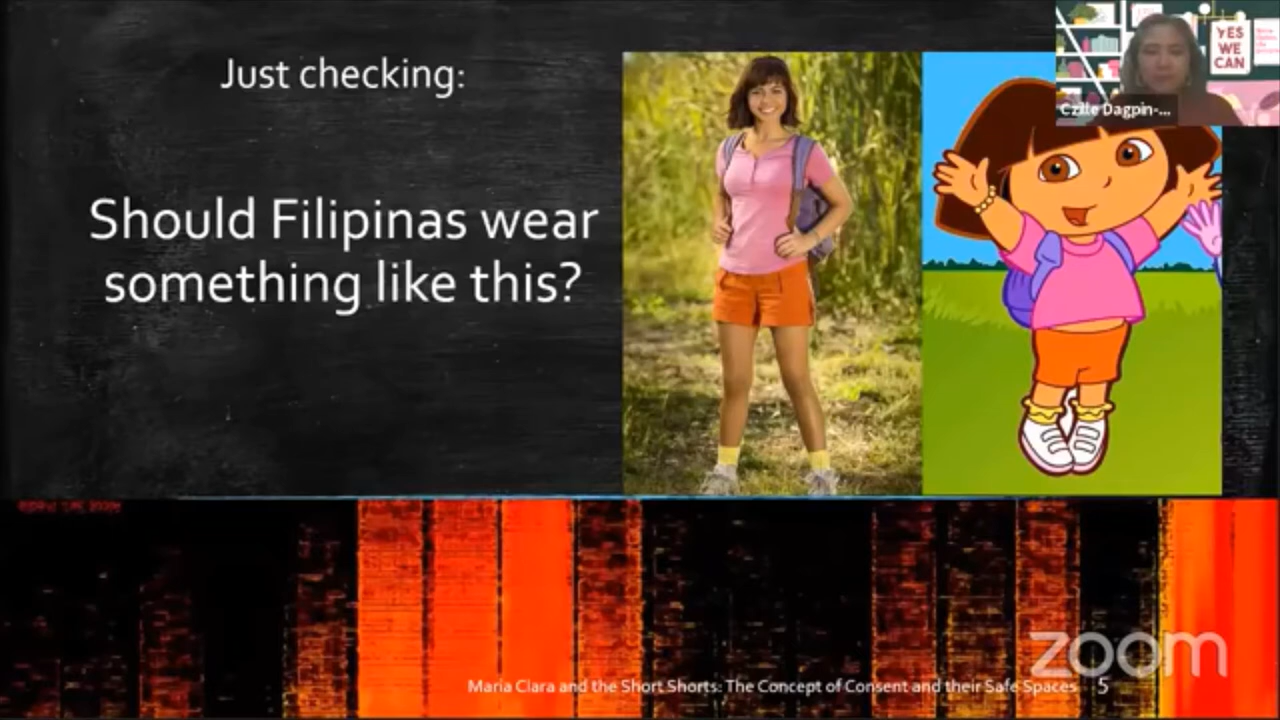 Just checking:
Should Filipinas wear
something like this?
YES
WE
CAN
Czille Dagpin-...
zoom
Maria Clara and the Short Shorts: The Concept of Consent and their Safe Spaces 5